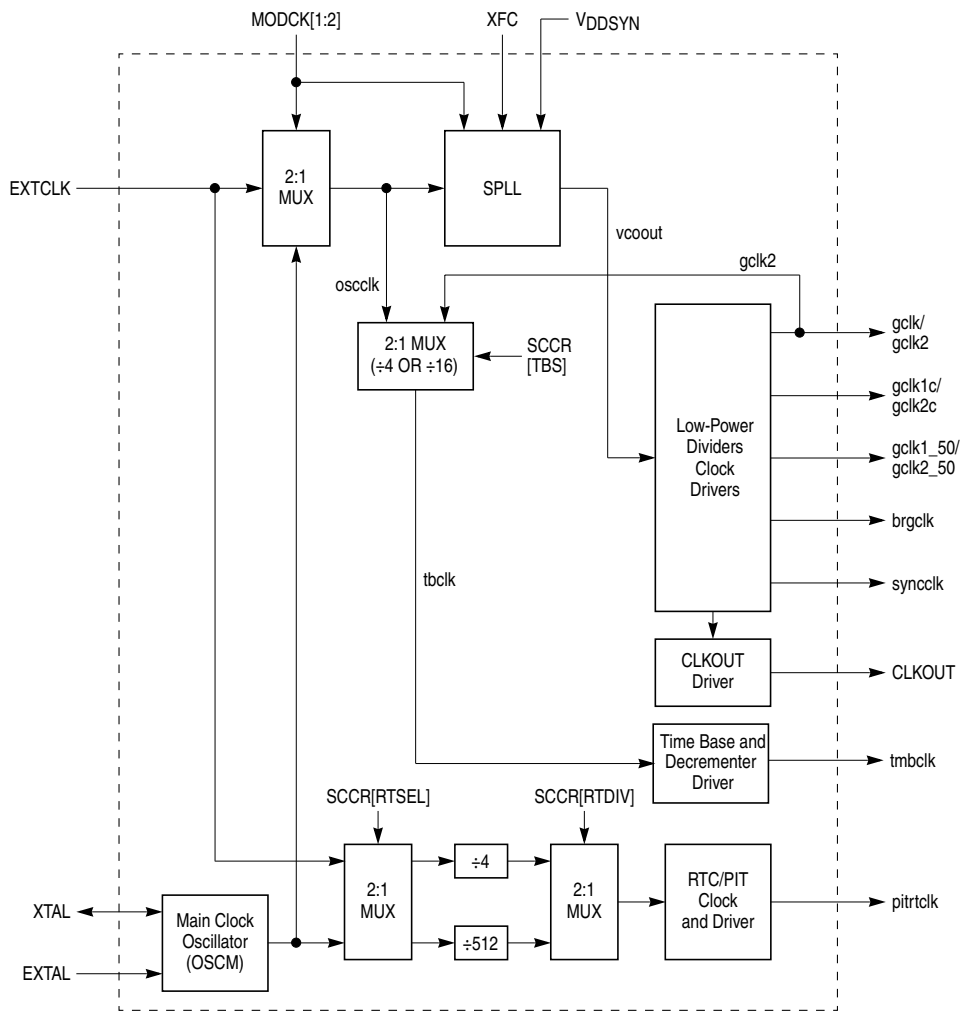 MODCK[1:2]
XFC
VDDSYN
EXTCLK
2:1
MUX
SPLL
vcoout
oscclk
gclk2
2:1 MUX
(÷4 OR ÷16)
SCCR
[TBS]
Low-Power
Dividers
Clock
Drivers
gclk/
gclk2
gclk1c/
gclk2c
gclk1_50/
gclk2_50
brgclk
syncclk
tbclk
CLKOUT
Driver
CLKOUT
Time Base and
Decrementer
Driver
tmbclk
SCCR[RTSEL]
SCCR[RTDIV]
2:1
MUX
÷4
÷512
2:1
MUX
RTC/PIT
Clock
and Driver
pitrtclk
XTAL
EXTAL
Main Clock
Oscillator
(OSCM)